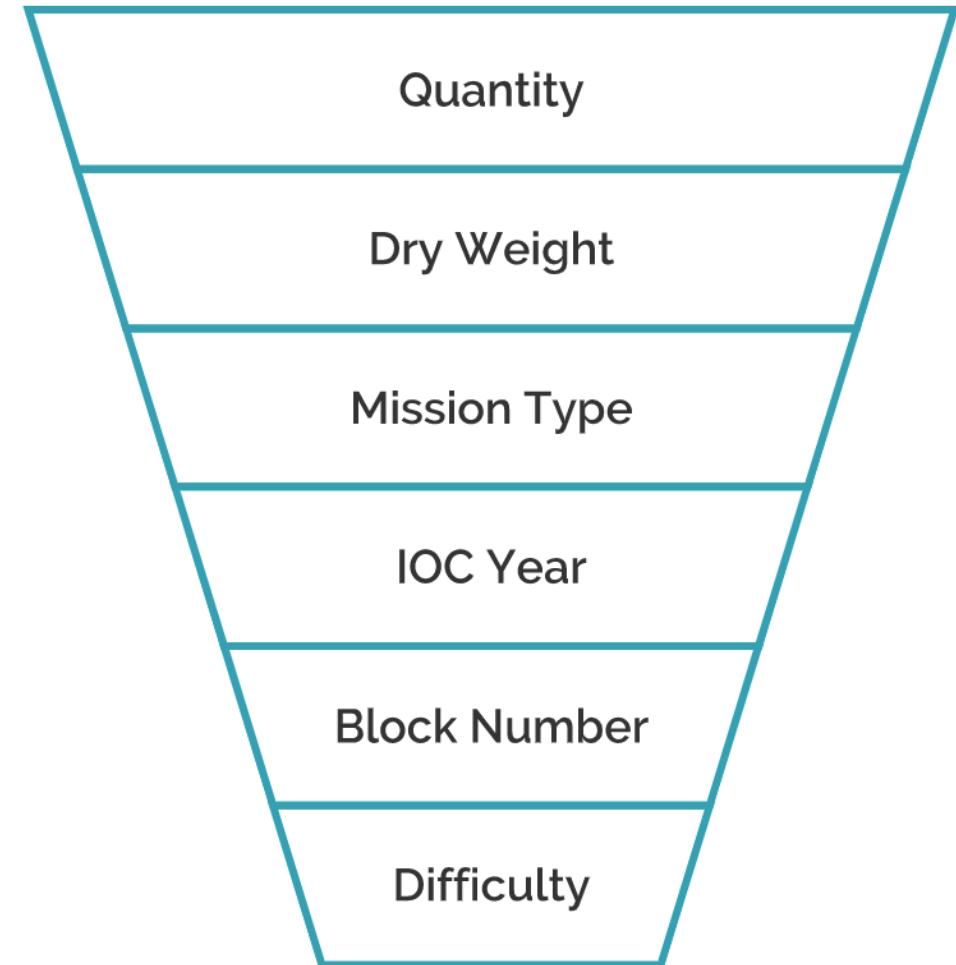 Quantity
Dry Weight
Mission Type
IOC Year
Block Number
Difficulty